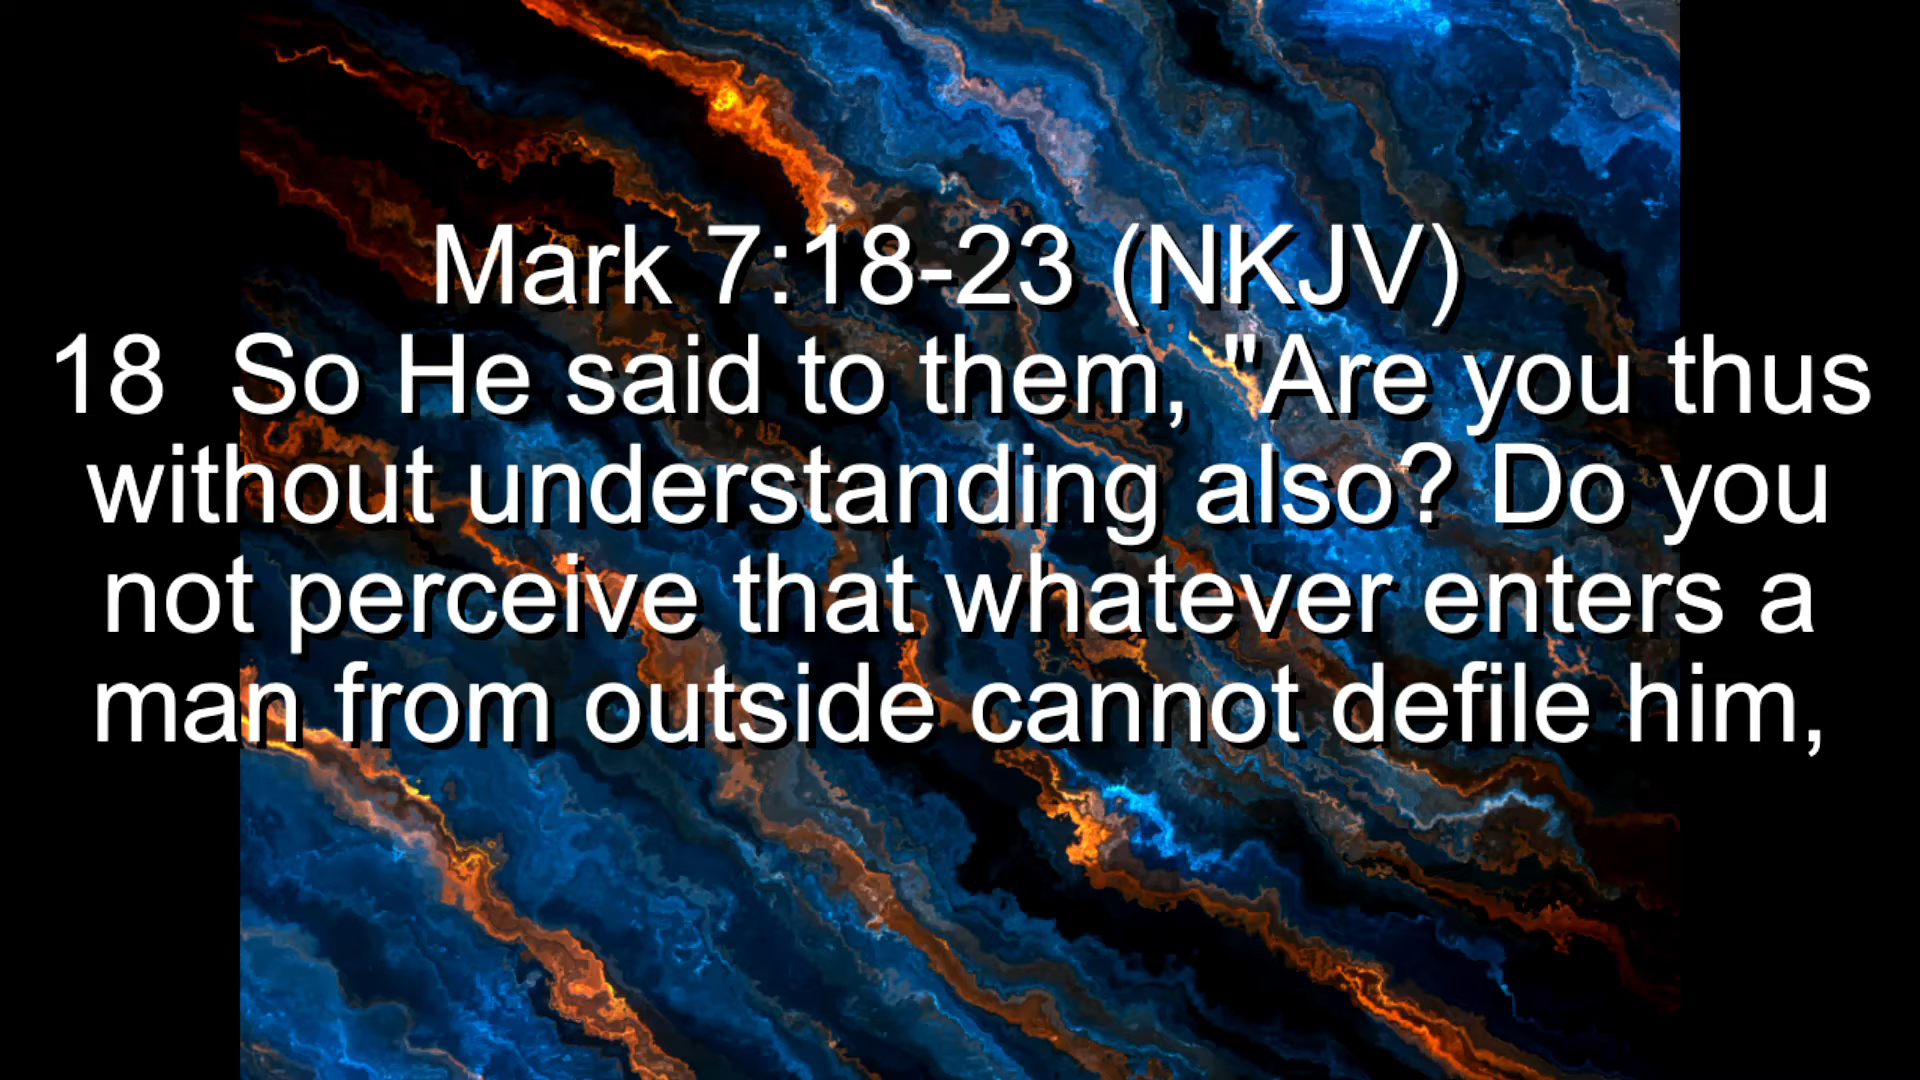 Mark 7:18-23 (NKJV)
18  So He said to them, "Are you thus
without understanding also? Do you
not perceive that whatever enters a
man from outside cannot defile him,